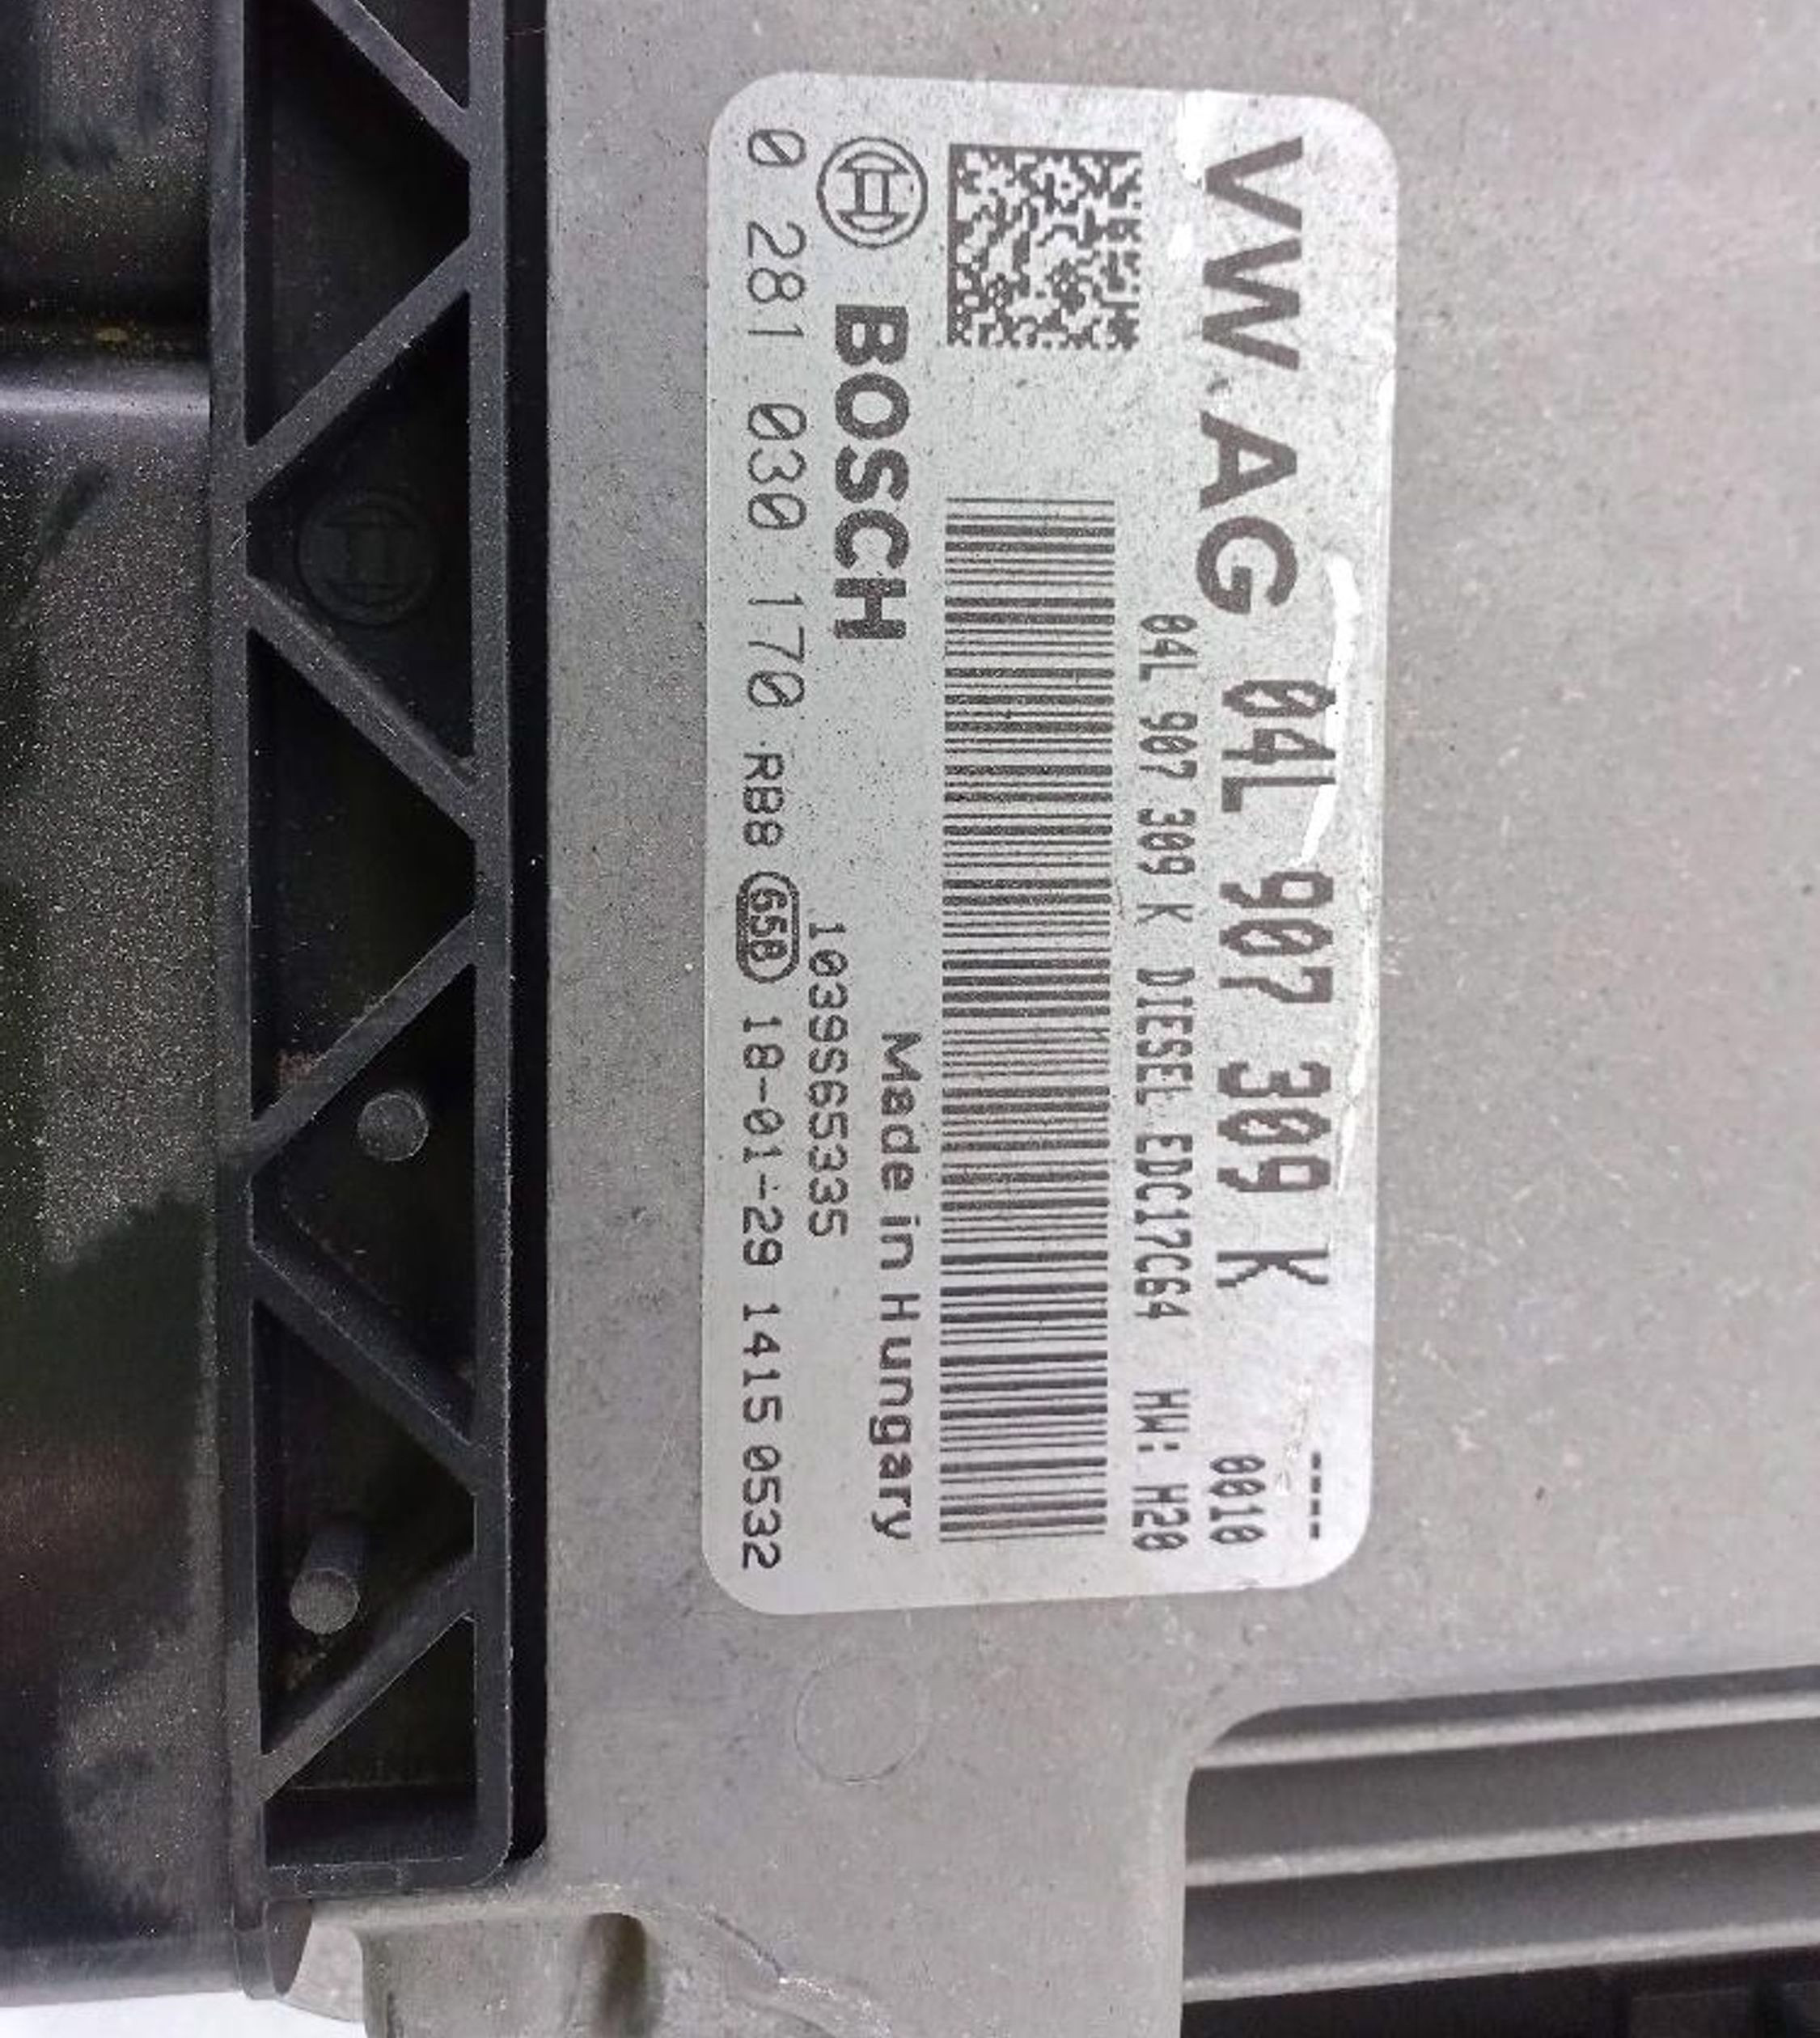 VW.AG 04L 907 309 K ----
0010
04L 907 309 K DIESEL EDC17C64 HW: H20
Made in Hungary
BOSCH
1039S65335
0 281 030 170 RB8 650 18-01-29 1415 0532